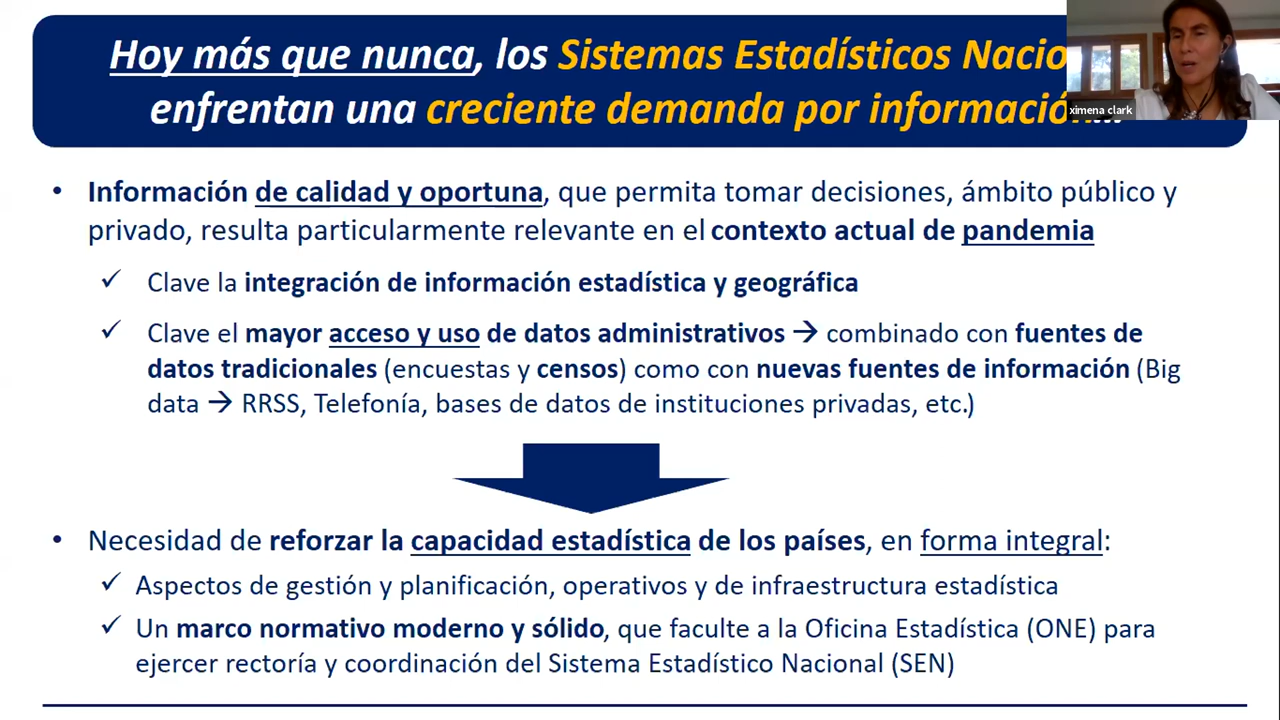 Hoy más que nunca, los Sistemas Estadísticos Nacio
enfrentan una creciente demanda por información...
ximena clark
• Información de calidad y oportuna, que permita tomar decisiones, ámbito público y
privado, resulta particularmente relevante en el contexto actual de pandemia
✓ Clave la integración de información estadística y geográfica
✓ Clave el mayor acceso y uso de datos administrativos → combinado con fuentes de
datos tradicionales (encuestas y censos) como con nuevas fuentes de información (Big
data → RRSS, Telefonía, bases de datos de instituciones privadas, etc.)
• Necesidad de reforzar la capacidad estadística de los países, en forma integral:
✓ Aspectos de gestión y planificación, operativos y de infraestructura estadística
✓ Un marco normativo moderno y sólido, que faculte a la Oficina Estadística (ONE) para
ejercer rectoría y coordinación del Sistema Estadístico Nacional (SEN)